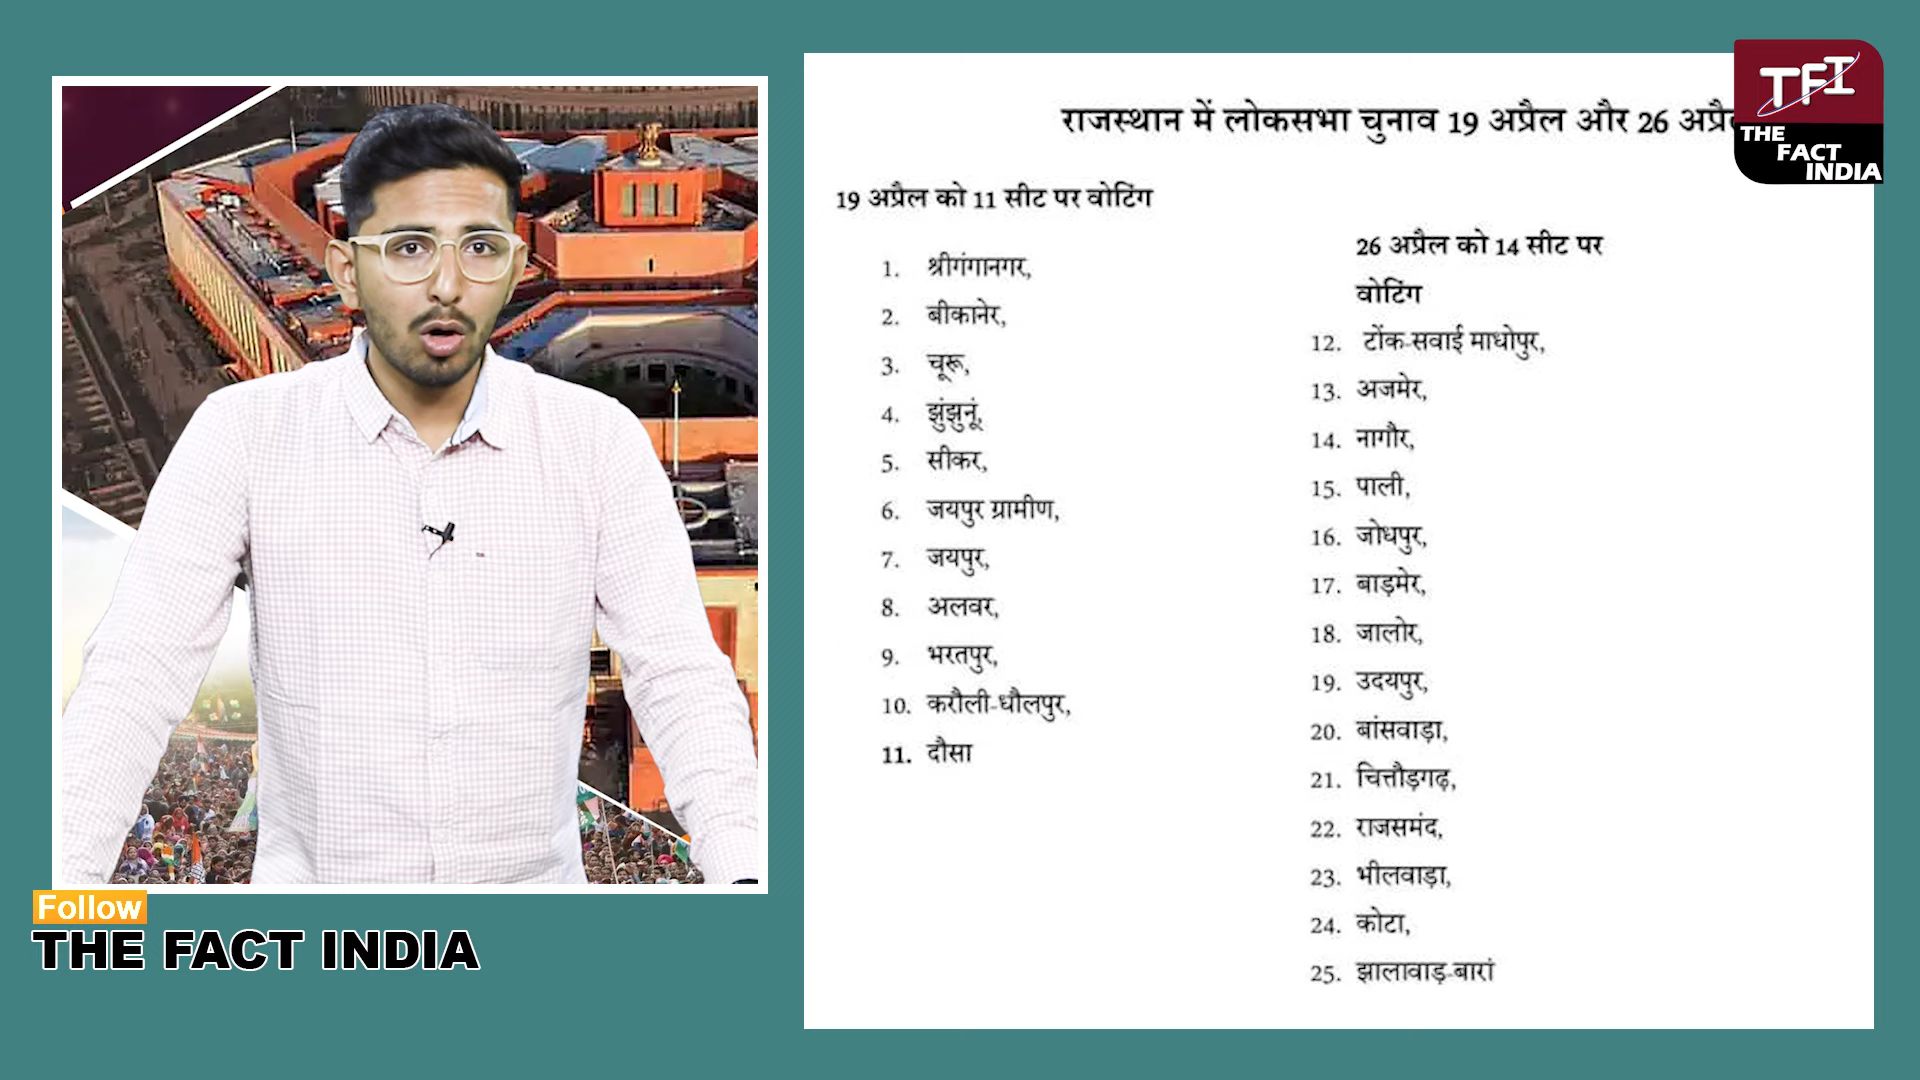 राजस्थान में लोकसभा चुनाव 19 अप्रैल और 26
TFI
THE
FACT
INDIA
19 अप्रैल को 11 सीट पर वोटिंग
1. श्रीगंगानगर,
2. बीकानेर,
3. चूरू,
4. झुंझुनूं,
5. सीकर,
6. जयपुर ग्रामीण,
7. जयपुर,
8. अलवर,
9. भरतपुर,
10. करौली-धौलपुर,
11. दौसा
26 अप्रैल को 14 सीट पर
वोटिंग
12. टोंक-सवाई माधोपुर,
13. अजमेर,
14. नागौर,
15. पाली,
16. जोधपुर,
17. बाड़मेर,
18. जालोर,
19. उदयपुर,
20. बांसवाड़ा,
21. चित्तौड़गढ़,
22. राजसमंद,
23. भीलवाड़ा,
24. कोटा,
25. झालावाड़-बारां
Follow
THE FACT INDIA